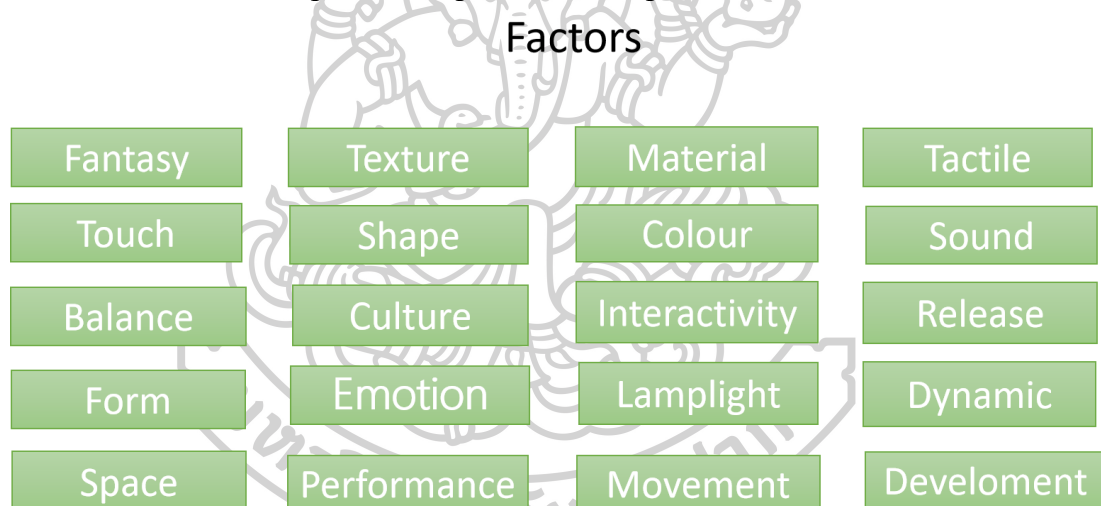 Factors
Fantasy Texture Material Tactile
Touch Shape Colour Sound
Balance Culture Interactivity Release
Form Emotion Lamplight Dynamic
Space Performance Movement Develoment